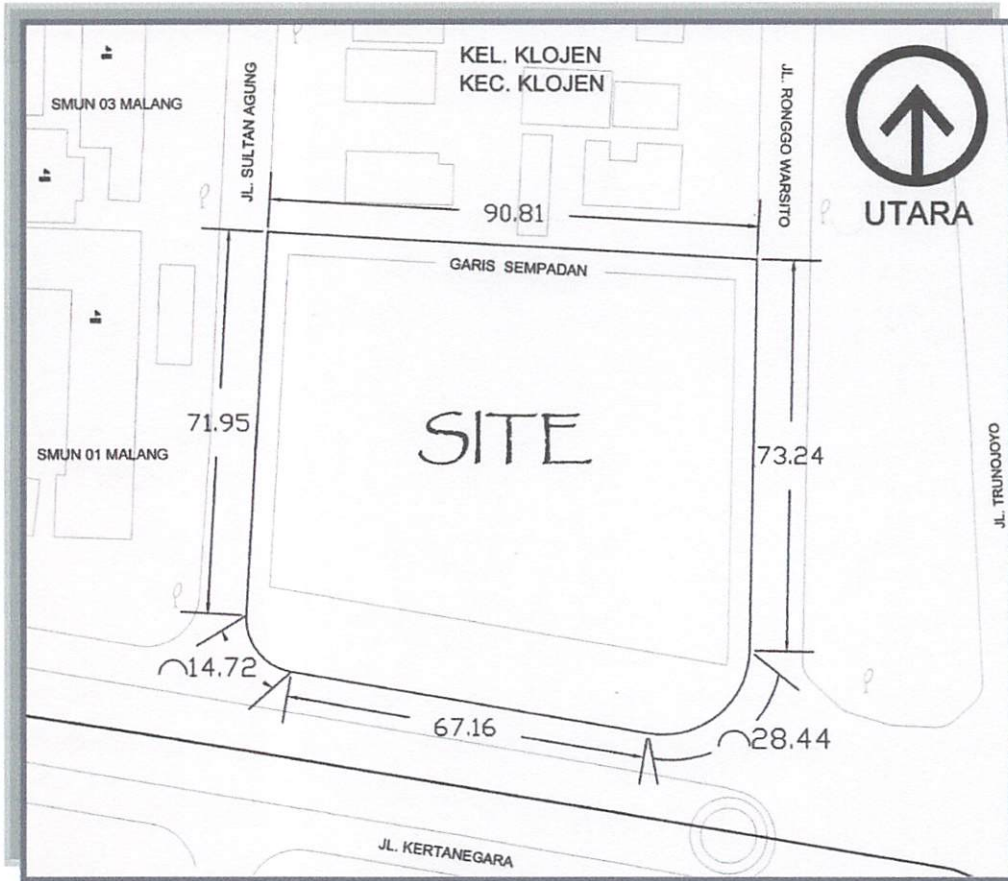 KEL. KLOJEN
KEC. KLOJEN
SMUN 03 MALANG
JL. SULTAN AGUNG
JL. RONGGO WARSITO
UTARA
90.81
GARIS SEMPADAN
71.95
SITE
73.24
SMUN 01 MALANG
JL. TRUNOJOYO
⌒14.72
67.16
⌒28.44
JL. KERTANEGARA